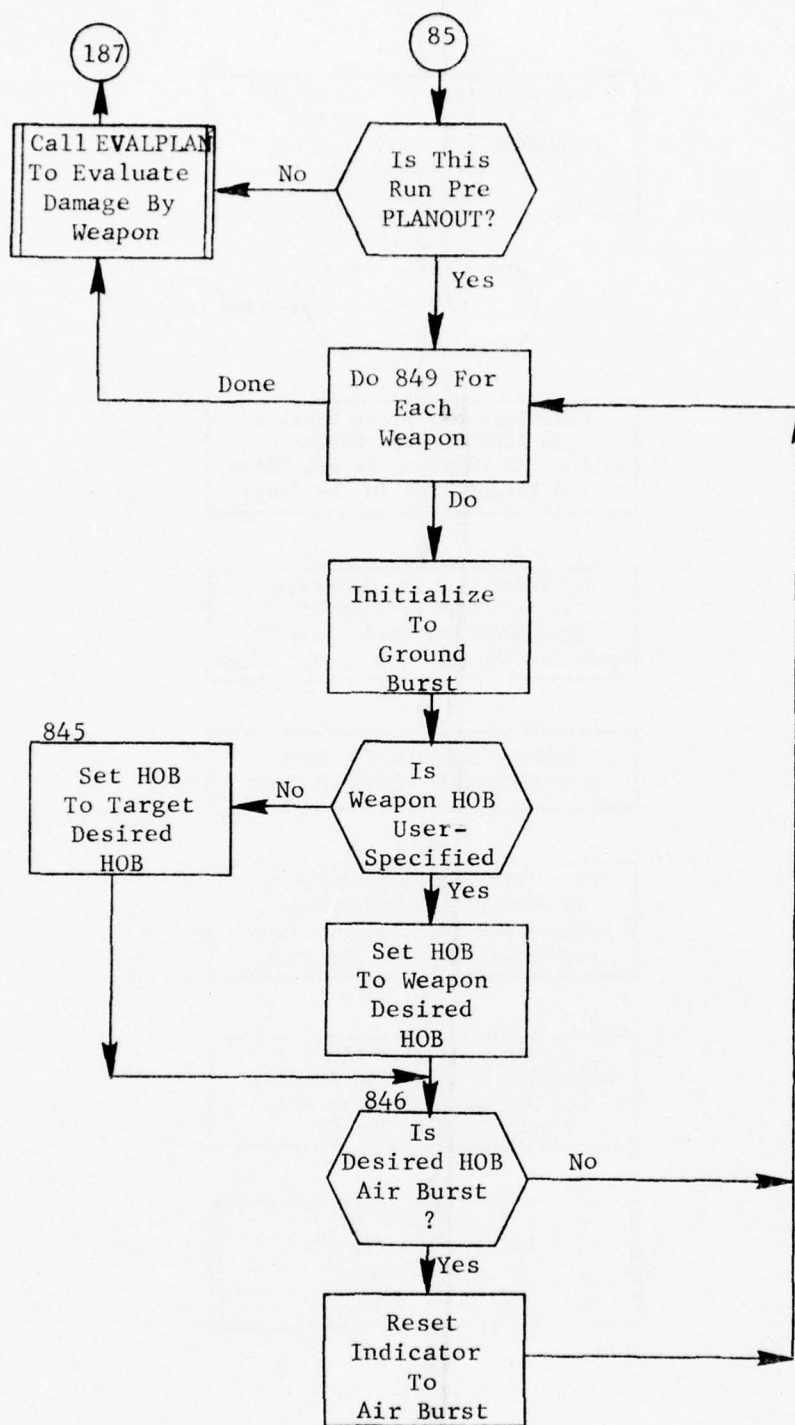 187
85
Call EVALPLAN
To Evaluate
Damage By
Weapon
No
Is This
Run Pre
PLANOUT?
Yes
Done
Do 849 For
Each
Weapon
Do
Initialize
To
Ground
Burst
845
Set HOB
To Target
Desired
HOB
No
Is
Weapon HOB
User-
Specified
Yes
Set HOB
To Weapon
Desired
HOB
846
Is
Desired HOB
Air Burst
?
No
Yes
Reset
Indicator
To
Air Burst